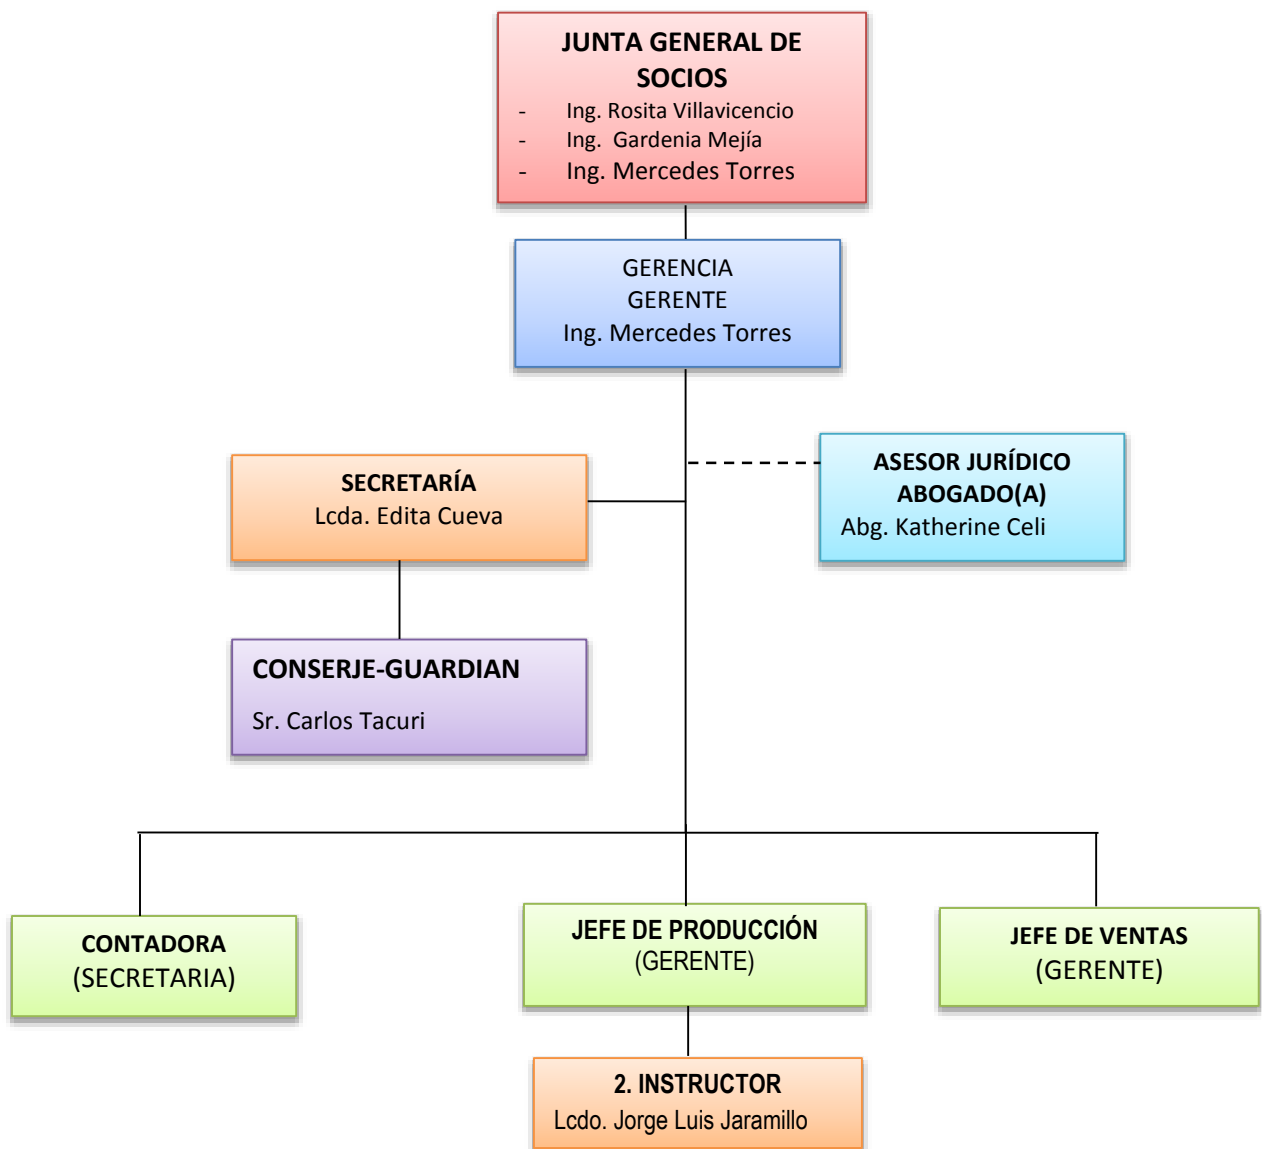 JUNTA GENERAL DE
SOCIOS
- Ing. Rosita Villavicencio
- Ing. Gardenia Mejía
- Ing. Mercedes Torres
GERENCIA
GERENTE
Ing. Mercedes Torres
ASESOR JURÍDICO
ABOGADO(A)
Abg. Katherine Celi
SECRETARÍA
Lcda. Edita Cueva
CONSERJE-GUARDIAN
Sr. Carlos Tacuri
CONTADORA
(SECRETARIA)
JEFE DE PRODUCCIÓN
(GERENTE)
JEFE DE VENTAS
(GERENTE)
2. INSTRUCTOR
Lcdo. Jorge Luis Jaramillo